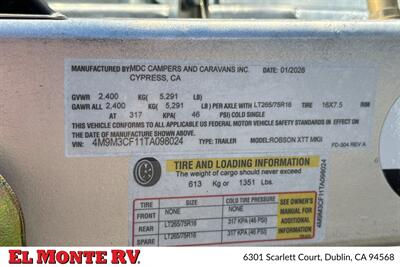 MANUFACTURED BY MDC CAMPERS AND CARAVANS INC. DATE 01/2026
CYPRESS, CA
GVWR 2,400 KG( 5,291 LB)
GAWR ALL 2,400 KG( 5,291 LB) PER AXLE WITH LT265/75R16 TIRE 16X7.5 RIM
AT 317 KPA( 46 PSI) COLD SINGLE
THIS VEHICLE CONFORMS TO ALL APPLICABLE US FEDERAL MOTOR VEHICLE SAFETY STANDARDS IN
EFFECT ON THE DATE OF MANUFACTURE SHOWN ABOVE.
VIN: 4M9M3CF11TA098024 TYPE: TRAILER MODEL: ROBSON XTT MKII FD-304 REV A
TIRE AND LOADING INFORMATION
The weight of cargo should never exceed
613 Kg or 1351 Lbs.
TIRE SIZE COLD TIRE PRESSURE
FRONT NONE NONE
REAR LT265/75R16 317 KPA (46 PSI)
SPARE LT265/75R16 317 KPA (46 PSI)
SEE OWNER'S
MANUAL FOR
ADDITIONAL
INFORMATION
4M9M3CF11TA098024
EL MONTE RV
6301 Scarlett Court, Dublin, CA 94568